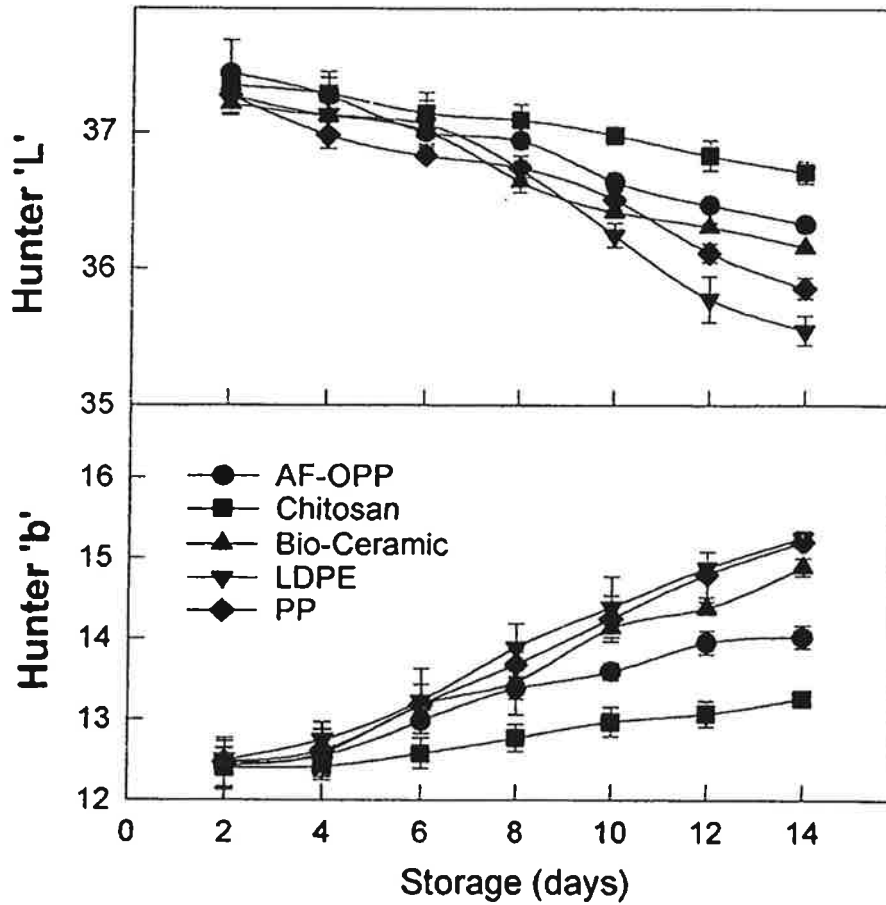 Hunter 'L'
37
36
35
Hunter 'b'
16
15
14
13
12
AF-OPP
Chitosan
Bio-Ceramic
LDPE
PP
0 2 4 6 8 10 12 14
Storage (days)